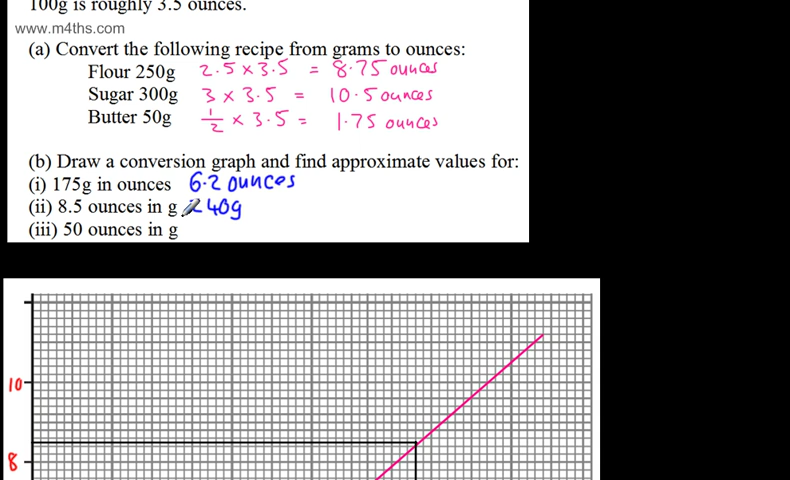 100g is roughly 3.5 ounces.
www.m4ths.com
(a) Convert the following recipe from grams to ounces:
Flour 250g 2.5 × 3.5 = 8.75 ounces
Sugar 300g 3 × 3.5 = 10.5 ounces
Butter 50g 1/2 × 3.5 = 1.75 ounces
(b) Draw a conversion graph and find approximate values for:
(i) 175g in ounces 6.2 ounces
(ii) 8.5 ounces in g 240g
(iii) 50 ounces in g
10
8